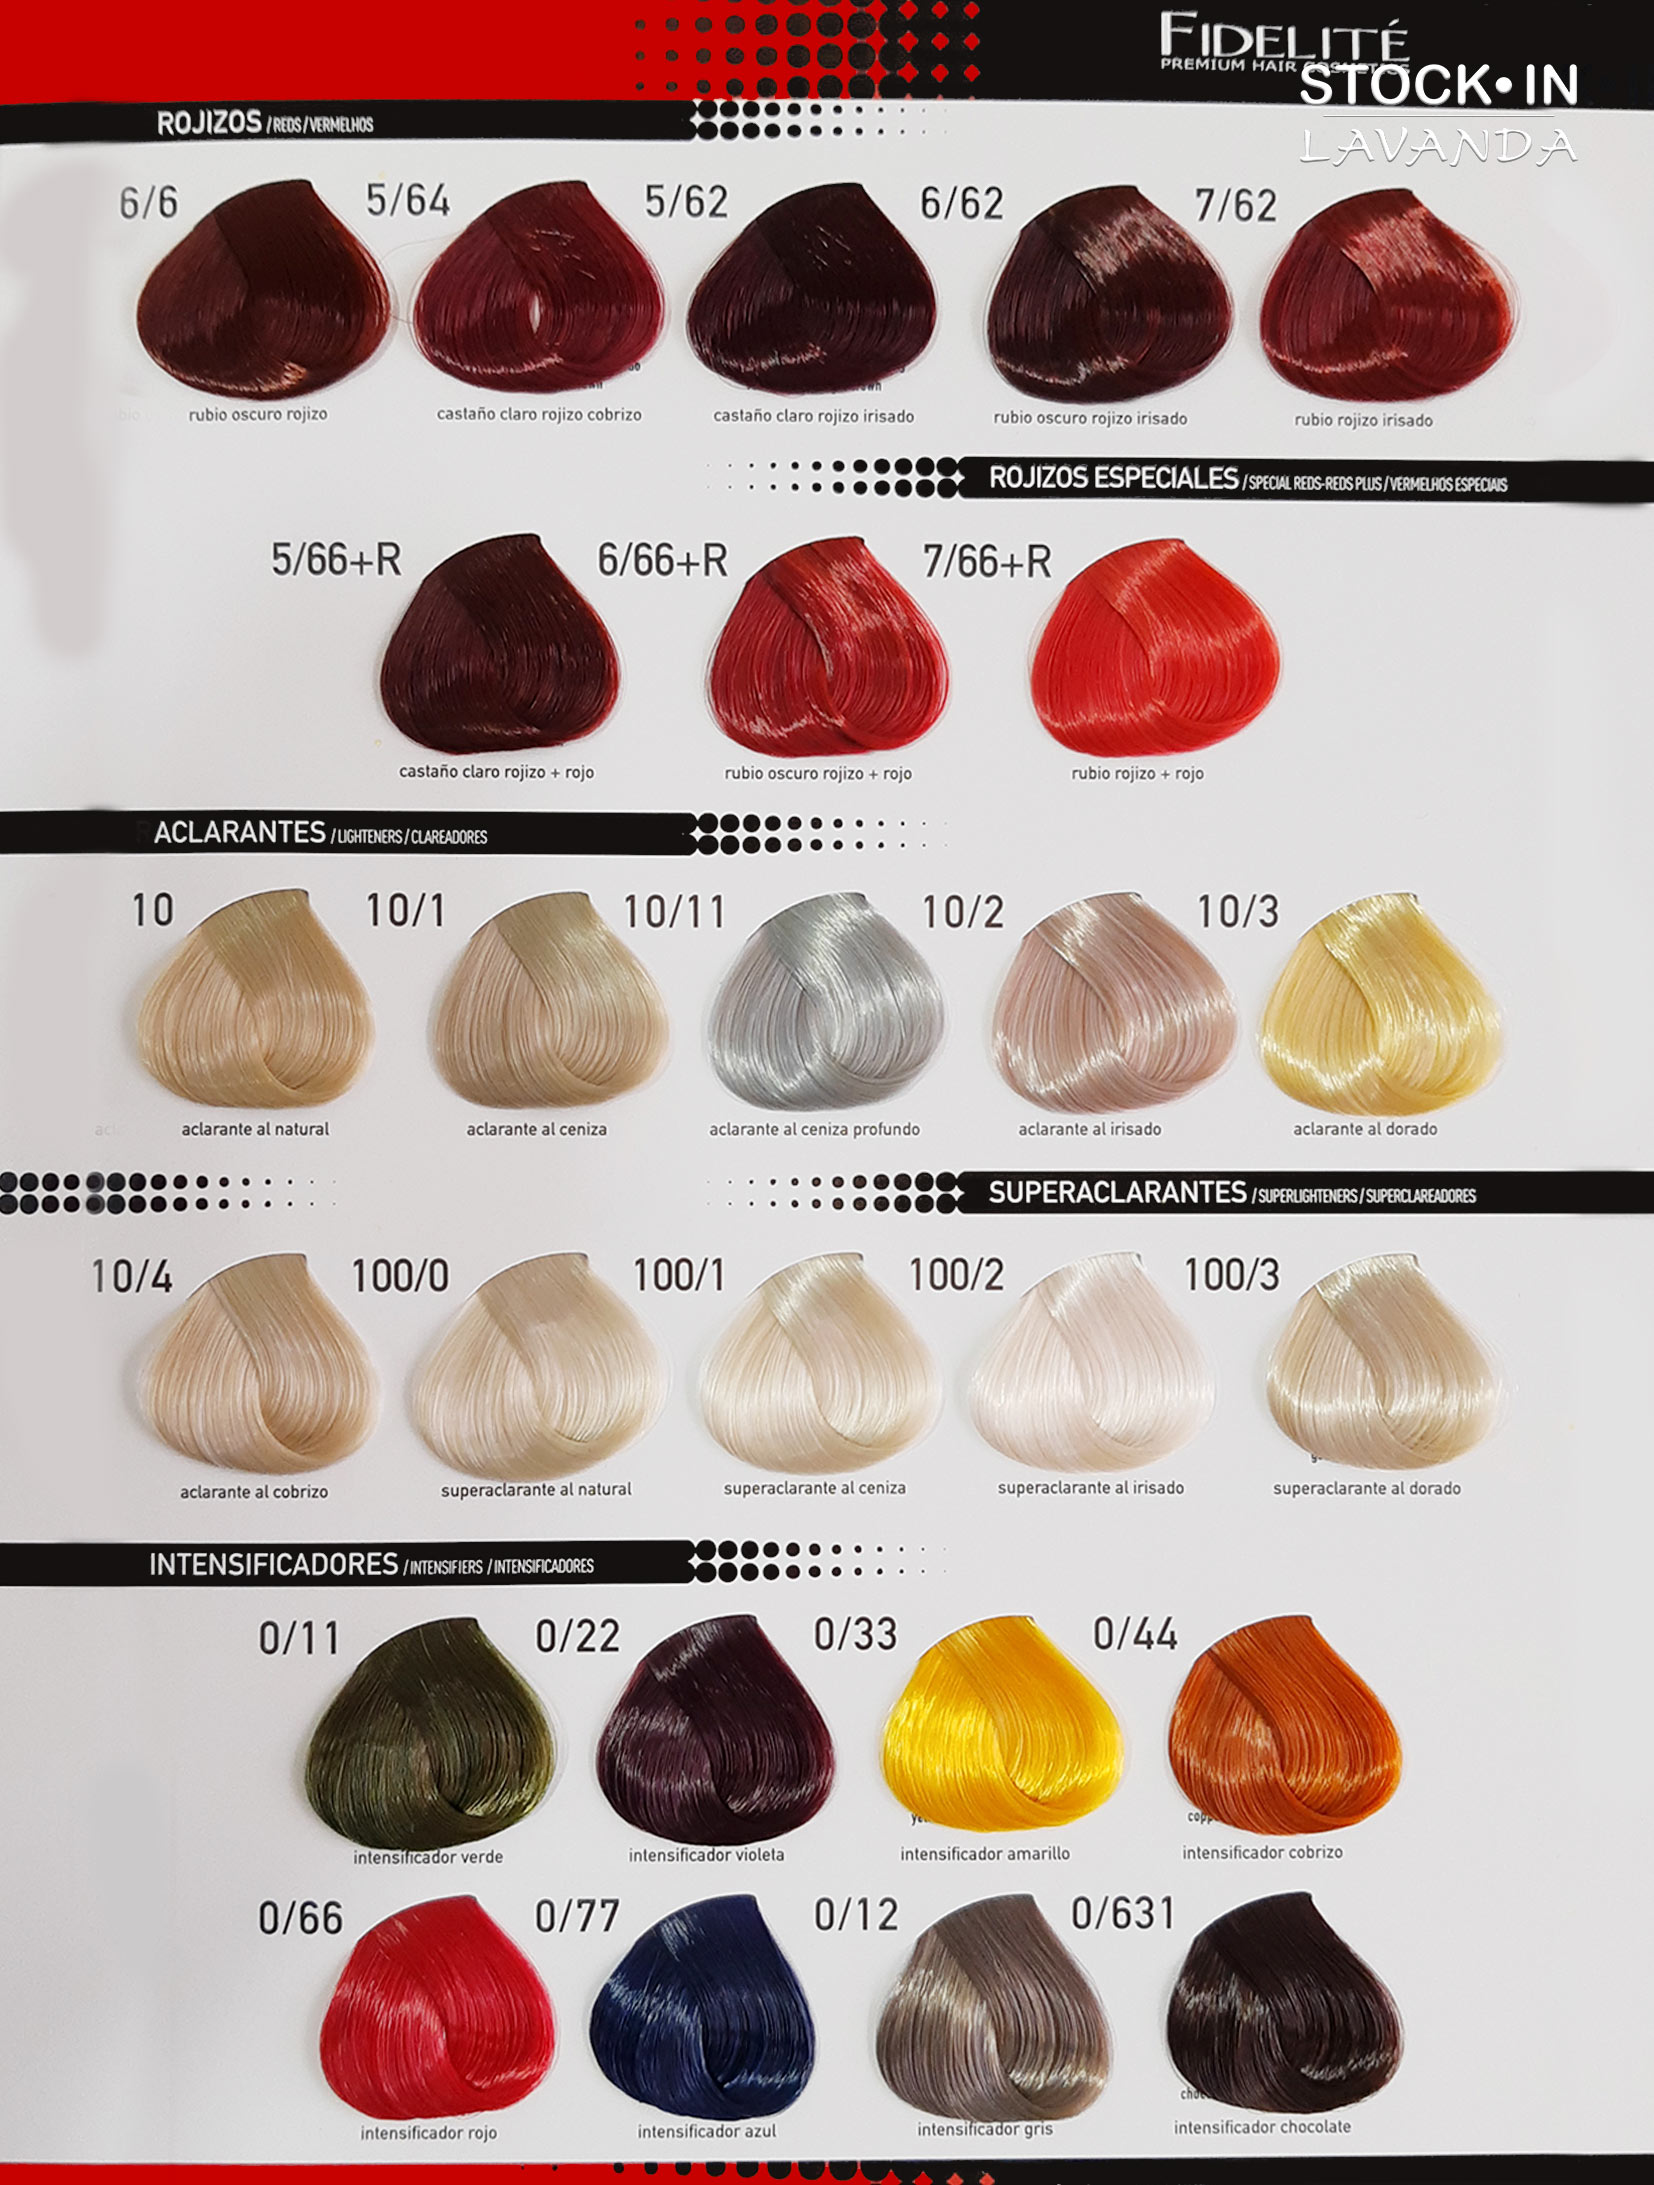 FIDELITÉ
PREMIUM HAIR COSMETICS
STOCK•IN
LAVANDA
ROJIZOS / REDS / VERMELHOS
6/6 5/64 5/62 6/62 7/62
rubio oscuro rojizo castaño claro rojizo cobrizo castaño claro rojizo irisado rubio oscuro rojizo irisado rubio rojizo irisado
ROJIZOS ESPECIALES / SPECIAL REDS-REDS PLUS / VERMELHOS ESPECIAIS
5/66+R 6/66+R 7/66+R
castaño claro rojizo + rojo rubio oscuro rojizo + rojo rubio rojizo + rojo
ACLARANTES / LIGHTENERS / CLAREADORES
10 10/1 10/11 10/2 10/3
aclarante al natural aclarante al ceniza aclarante al ceniza profundo aclarante al irisado aclarante al dorado
SUPERACLARANTES / SUPERLIGHTENERS / SUPERCLAREADORES
10/4 100/0 100/1 100/2 100/3
aclarante al cobrizo superaclarante al natural superaclarante al ceniza superaclarante al irisado superaclarante al dorado
INTENSIFICADORES / INTENSIFIERS / INTENSIFICADORES
0/11 0/22 0/33 0/44
intensificador verde intensificador violeta intensificador amarillo intensificador cobrizo
0/66 0/77 0/12 0/631
intensificador rojo intensificador azul intensificador gris intensificador chocolate